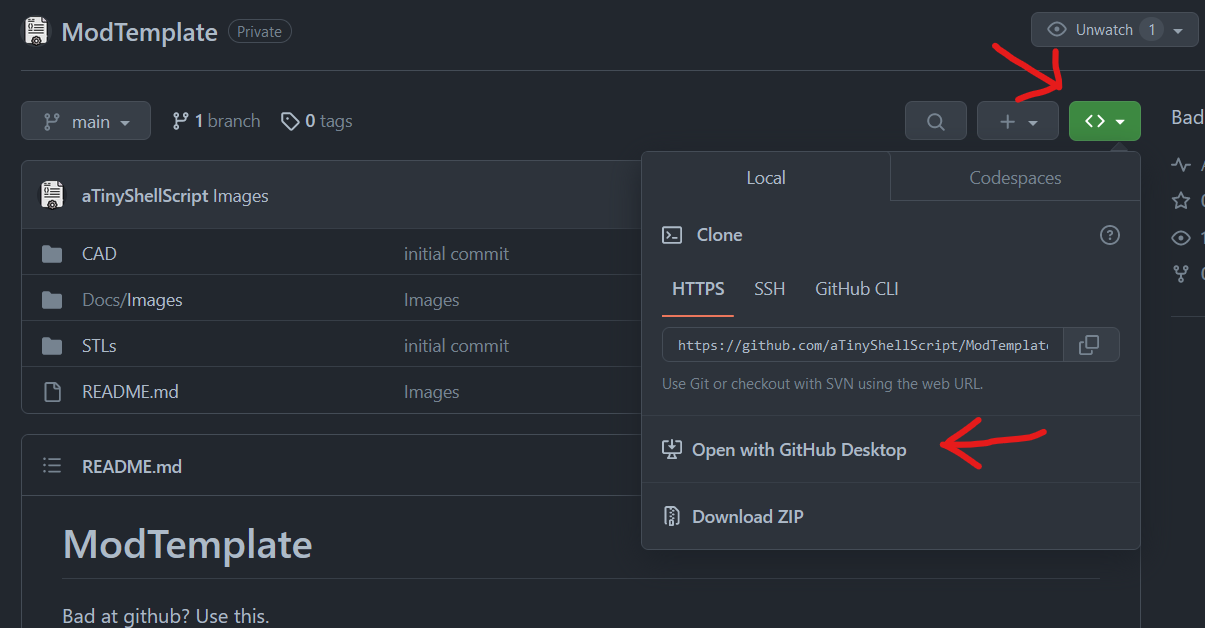 ModTemplate Private
Unwatch 1
main 1 branch 0 tags
Bad
Local Codespaces
aTinyShellScript Images
Clone
CAD initial commit
HTTPS SSH GitHub CLI
Docs/Images Images
STLs initial commit
https://github.com/aTinyShellScript/ModTemplat
Use Git or checkout with SVN using the web URL.
README.md Images
Open with GitHub Desktop
README.md
Download ZIP
ModTemplate
Bad at github? Use this.